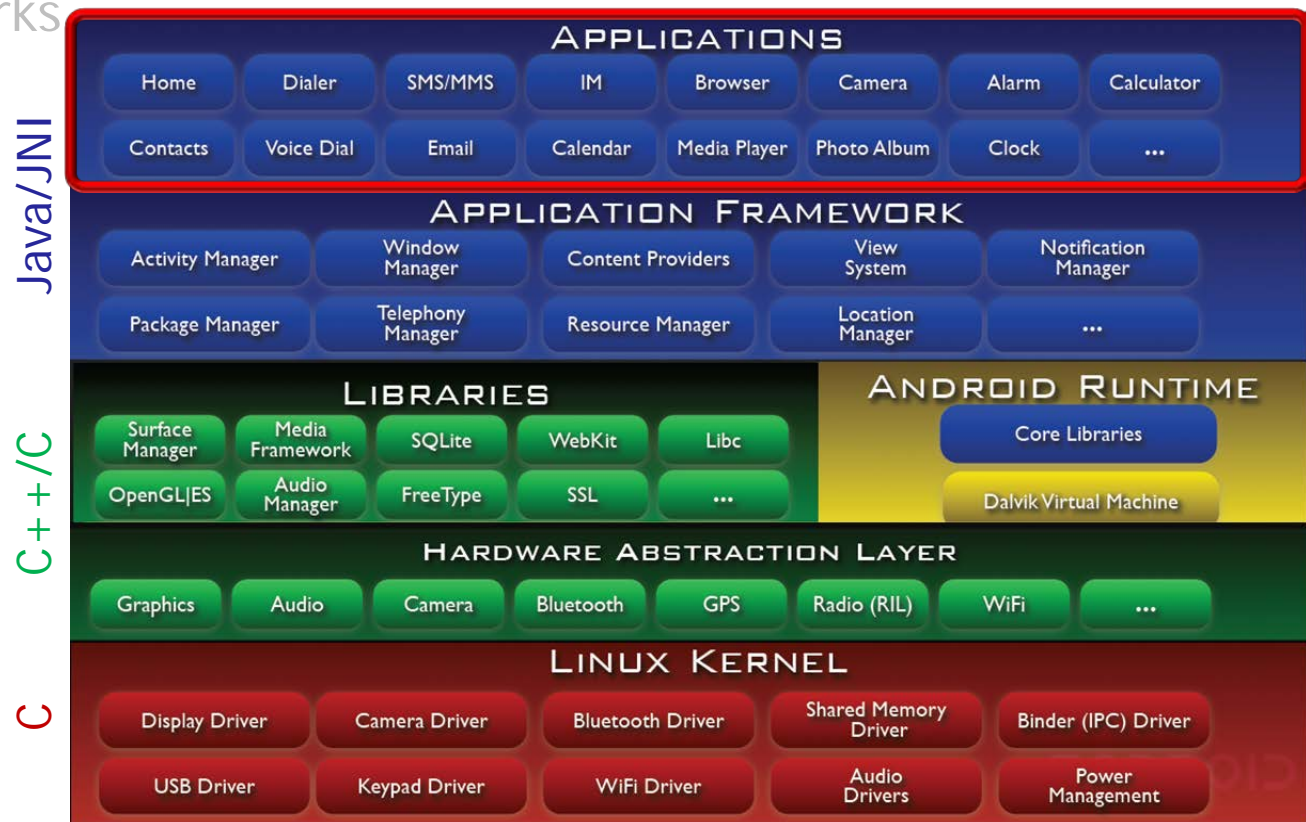 rks
APPLICATIONS
Home Dialer SMS/MMS IM Browser Camera Alarm Calculator
Contacts Voice Dial Email Calendar Media Player Photo Album Clock ...
Java/JNI
APPLICATION FRAMEWORK
Activity Manager Window Manager Content Providers View System Notification Manager
Package Manager Telephony Manager Resource Manager Location Manager ...
LIBRARIES
Surface Manager Media Framework SQLite WebKit Libc
OpenGL|ES Audio Manager FreeType SSL ...
ANDROID RUNTIME
Core Libraries
Dalvik Virtual Machine
C++/C
HARDWARE ABSTRACTION LAYER
Graphics Audio Camera Bluetooth GPS Radio (RIL) WiFi ...
C
LINUX KERNEL
Display Driver Camera Driver Bluetooth Driver Shared Memory Driver Binder (IPC) Driver
USB Driver Keypad Driver WiFi Driver Audio Drivers Power Management